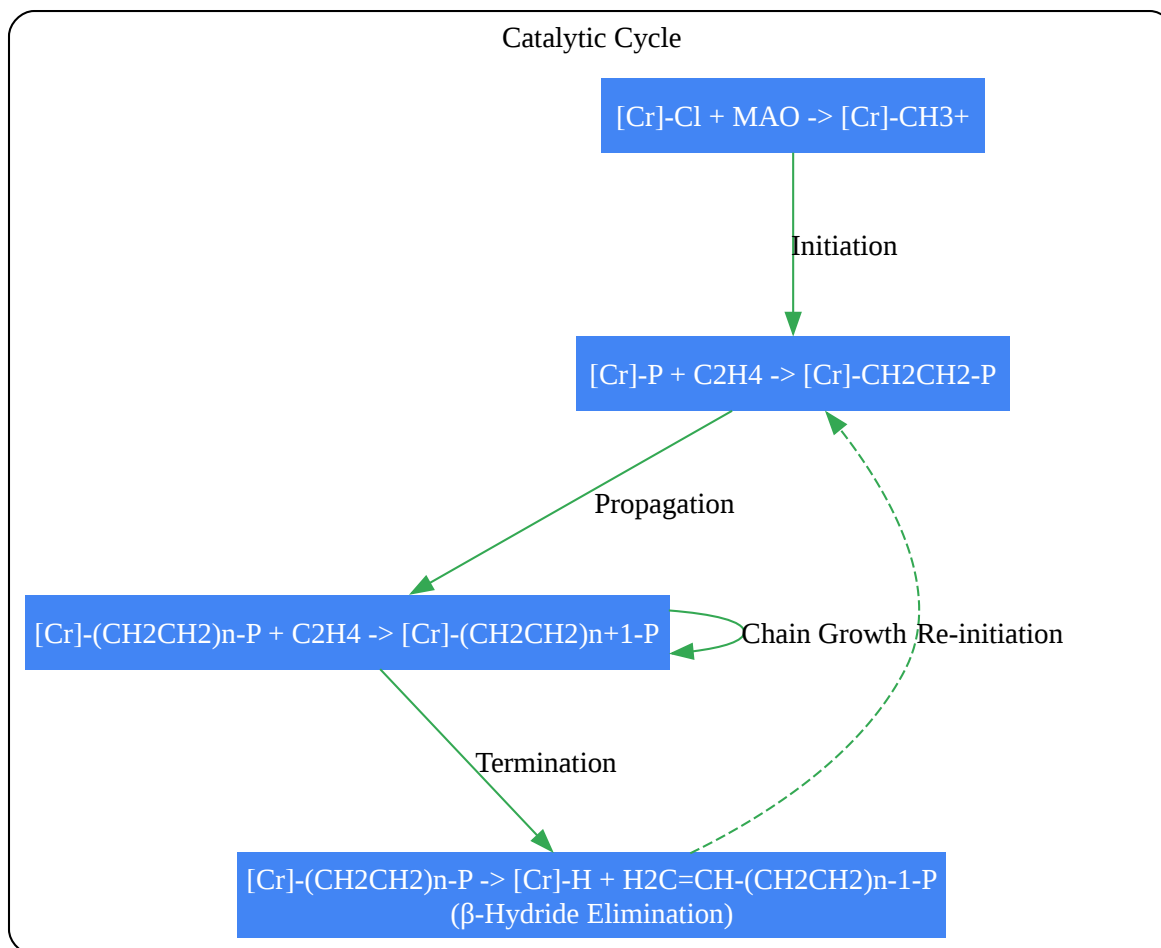 Catalytic Cycle
[Cr]-Cl + MAO -> [Cr]-CH3+
Initiation
[Cr]-P + C2H4 -> [Cr]-CH2CH2-P
Propagation
[Cr]-(CH2CH2)n-P + C2H4 -> [Cr]-(CH2CH2)n+1-P
Chain Growth
Re-initiation
Termination
[Cr]-(CH2CH2)n-P -> [Cr]-H + H2C=CH-(CH2CH2)n-1-P
(β-Hydride Elimination)